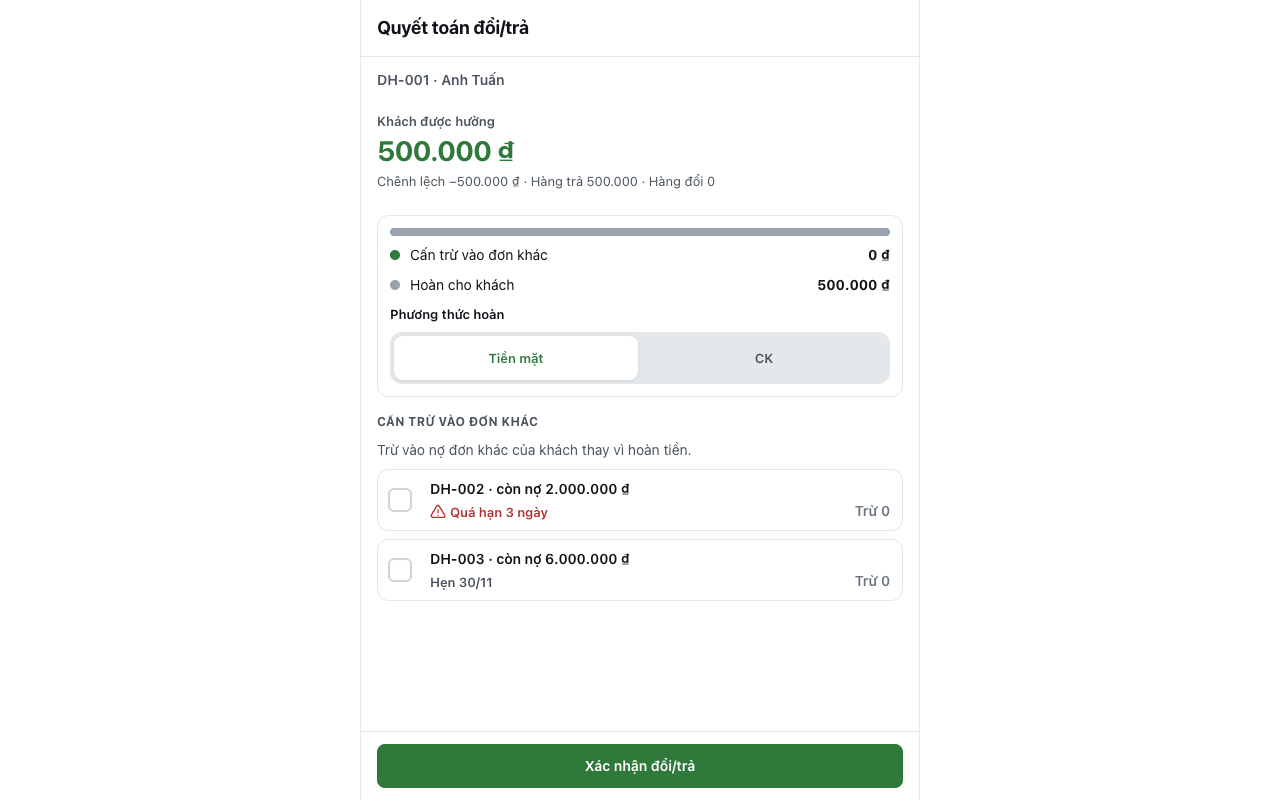 Quyết toán đổi/trả
DH-001 · Anh Tuấn
Khách được hưởng
500.000 ₫
Chênh lệch −500.000 ₫ · Hàng trả 500.000 · Hàng đổi 0
Cấn trừ vào đơn khác 0 ₫
Hoàn cho khách 500.000 ₫
Phương thức hoàn
Tiền mặt CK
CẤN TRỪ VÀO ĐƠN KHÁC
Trừ vào nợ đơn khác của khách thay vì hoàn tiền.
DH-002 · còn nợ 2.000.000 ₫
Quá hạn 3 ngày Trừ 0
DH-003 · còn nợ 6.000.000 ₫
Hẹn 30/11 Trừ 0
Xác nhận đổi/trả